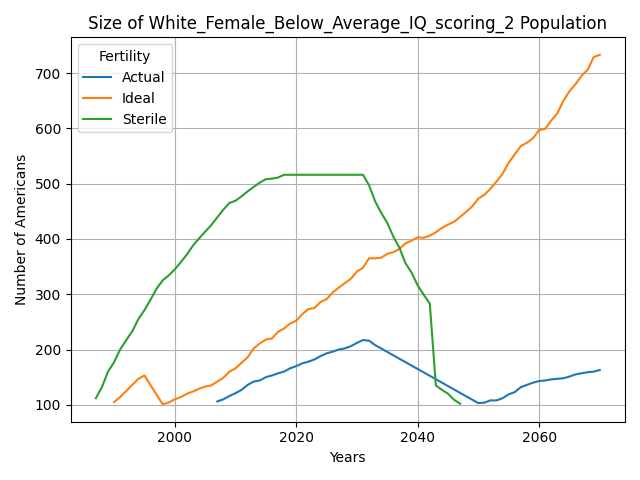 Size of White_Female_Below_Average_IQ_scoring_2 Population
Fertility
Actual
Ideal
Sterile
Number of Americans
700
600
500
400
300
200
100
2000
2020
2040
2060
Years